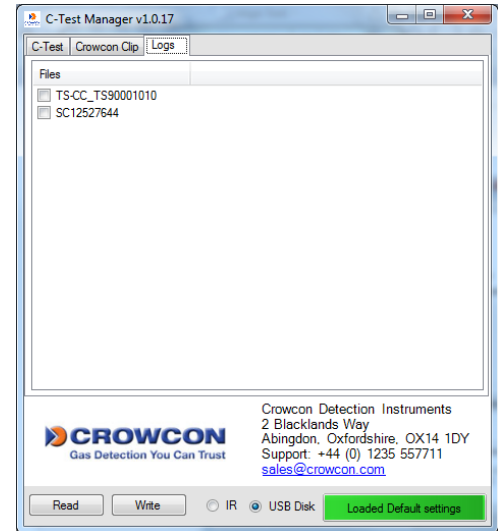 C-Test Manager v1.0.17
C-Test Crowcon Clip Logs
Files
TS-CC_TS90001010
SC12527644
CROWCON
Gas Detection You Can Trust
Crowcon Detection Instruments
2 Blacklands Way
Abingdon, Oxfordshire, OX14 1DY
Support: +44 (0) 1235 557711
sales@crowcon.com
Read Write IR USB Disk Loaded Default settings